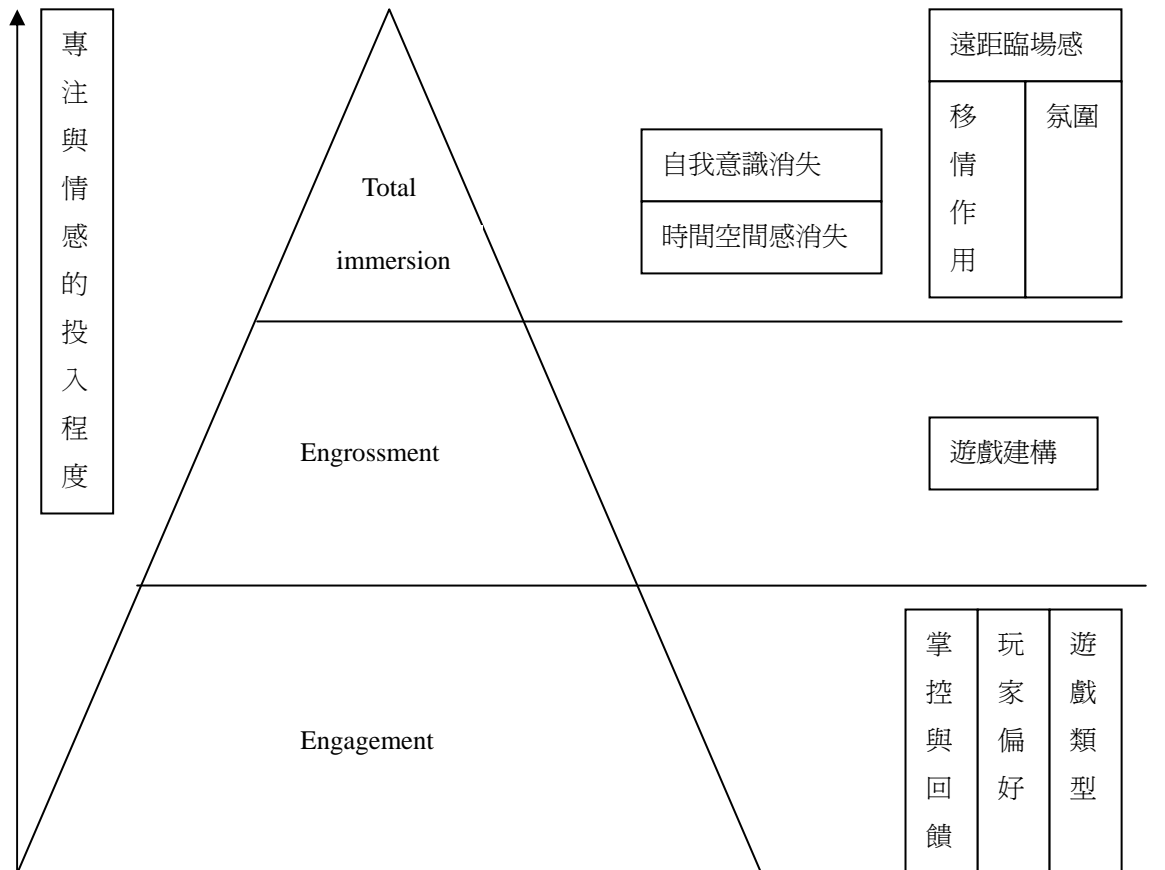 專注與情感的投入程度
遠距臨場感
移情作用
氛圍
自我意識消失
時間空間感消失
Total
immersion
Engrossment
遊戲建構
Engagement
掌控與回饋
玩家偏好
遊戲類型